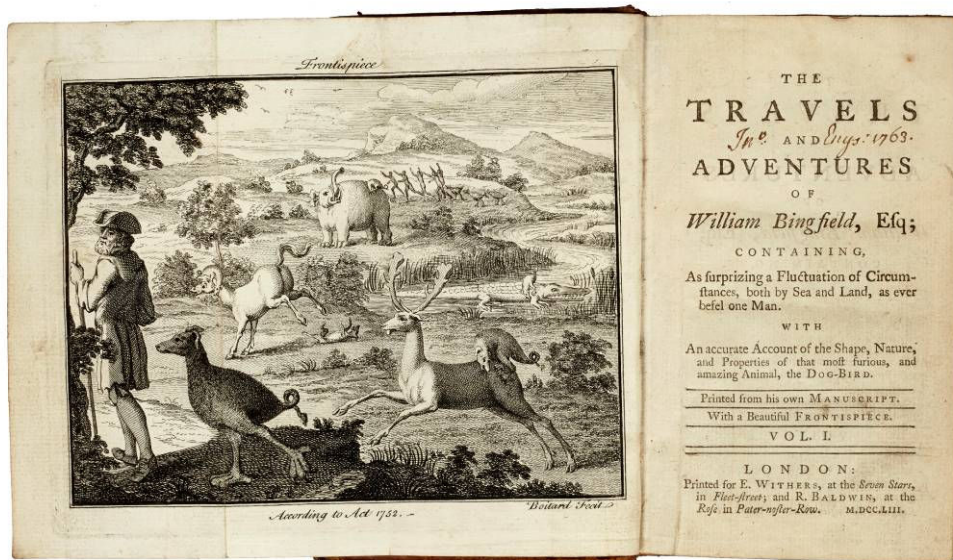 Frontispiece
According to Act 1752.
Boitard Fecit
THE
TRAVELS
Jnº. AND Enys: 1763.
ADVENTURES
OF
William Bingfield, Eſq;
CONTAINING,
As ſurprizing a Fluctuation of Circum-
ſtances, both by Sea and Land, as ever
befel one Man.
WITH
An accurate Account of the Shape, Nature,
and Properties of that moſt furious, and
amazing Animal, the DOG-BIRD.
Printed from his own MANUSCRIPT.
With a Beautiful FRONTISPIECE.
VOL. I.
LONDON:
Printed for E. WITHERS, at the Seven Stars,
in Fleet-ſtreet; and R. BALDWIN, at the
Roſe in Pater-noſter-Row. M.DCC.LIII.